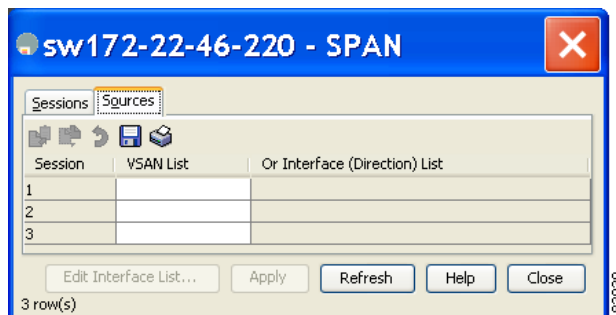 sw172-22-46-220 - SPAN
Sessions Sources
Session VSAN List Or Interface (Direction) List
1
2
3
Edit Interface List... Apply Refresh Help Close
3 row(s)